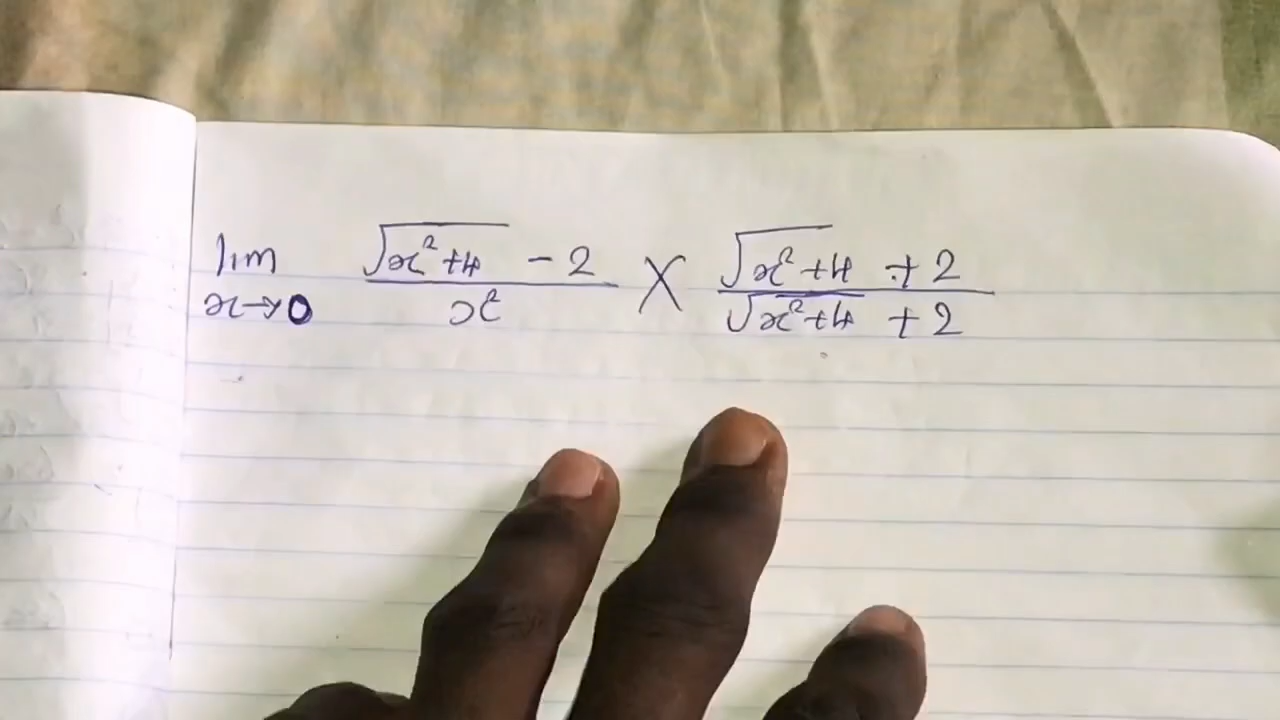 lim √x²+4 - 2 / x² X √x²+4 + 2 / √x²+4 + 2
x→0